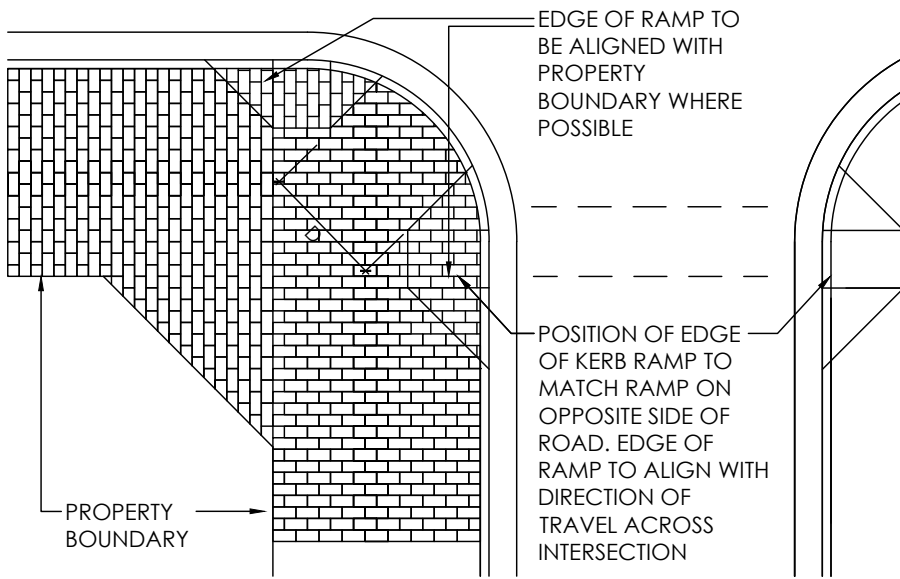 EDGE OF RAMP TO
BE ALIGNED WITH
PROPERTY
BOUNDARY WHERE
POSSIBLE
D
POSITION OF EDGE
OF KERB RAMP TO
MATCH RAMP ON
OPPOSITE SIDE OF
ROAD. EDGE OF
RAMP TO ALIGN WITH
DIRECTION OF
TRAVEL ACROSS
INTERSECTION
PROPERTY
BOUNDARY